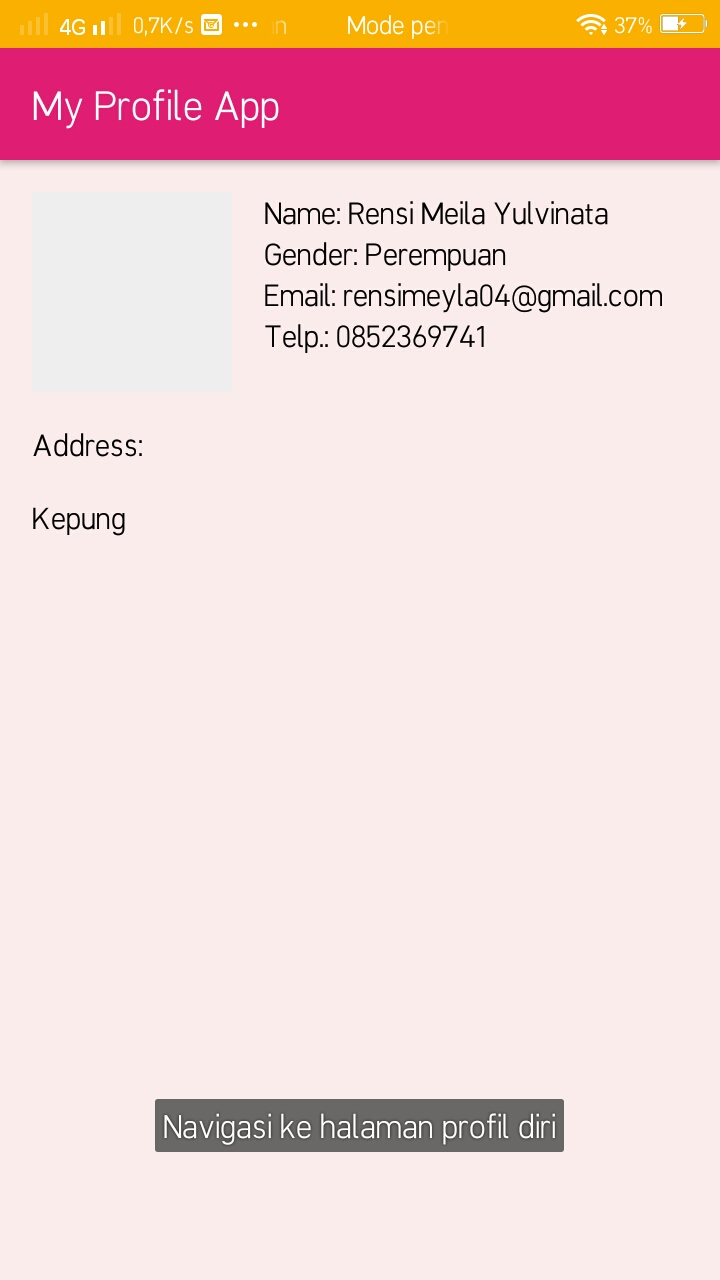 4G 0,7K/s ... n Mode pen 37%
My Profile App
Name: Rensi Meila Yulvinata
Gender: Perempuan
Email: rensimeyla04@gmail.com
Telp.: 0852369741
Address:
Kepung
Navigasi ke halaman profil diri